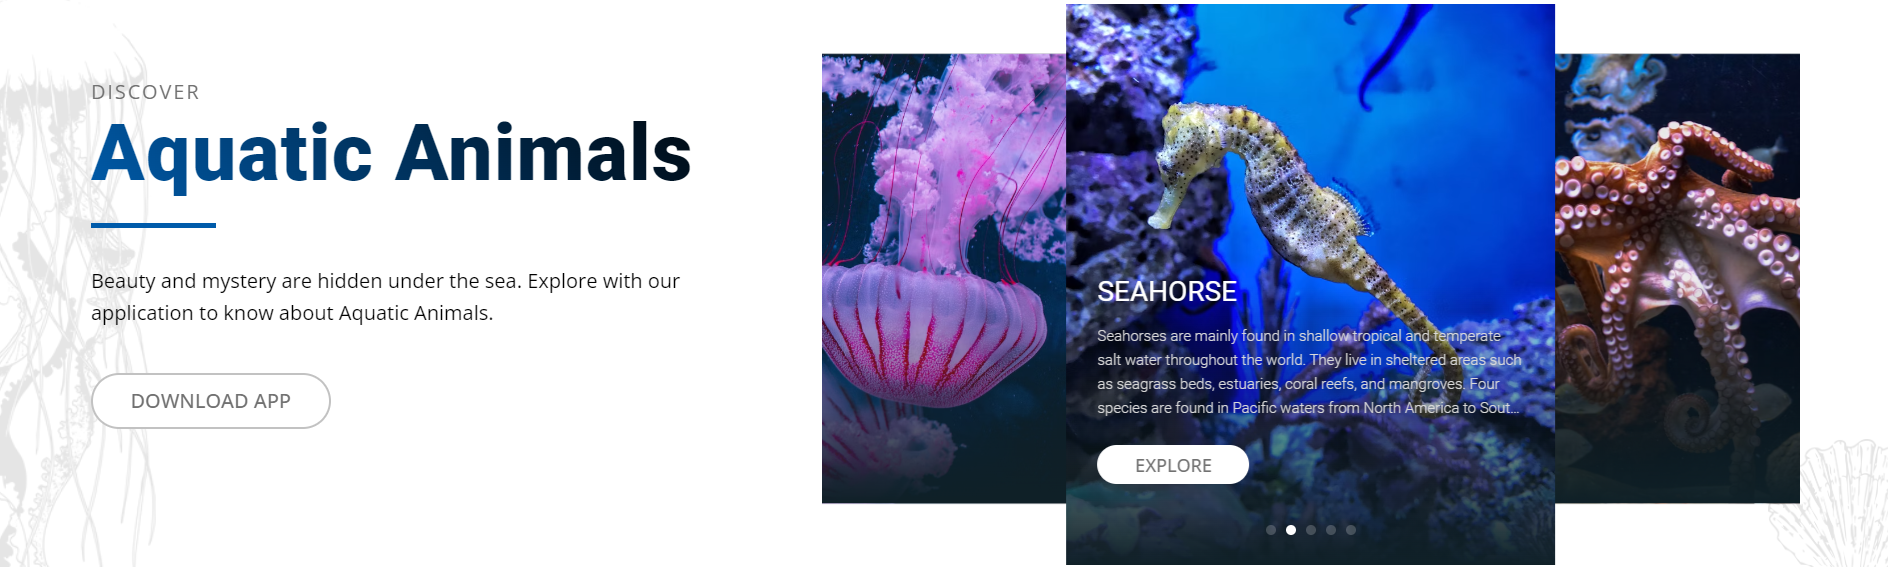 DISCOVER
Aquatic Animals
Beauty and mystery are hidden under the sea. Explore with our
application to know about Aquatic Animals.
DOWNLOAD APP
SEAHORSE
Seahorses are mainly found in shallow tropical and temperate
salt water throughout the world. They live in sheltered areas such
as seagrass beds, estuaries, coral reefs, and mangroves. Four
species are found in Pacific waters from North America to Sout...
EXPLORE